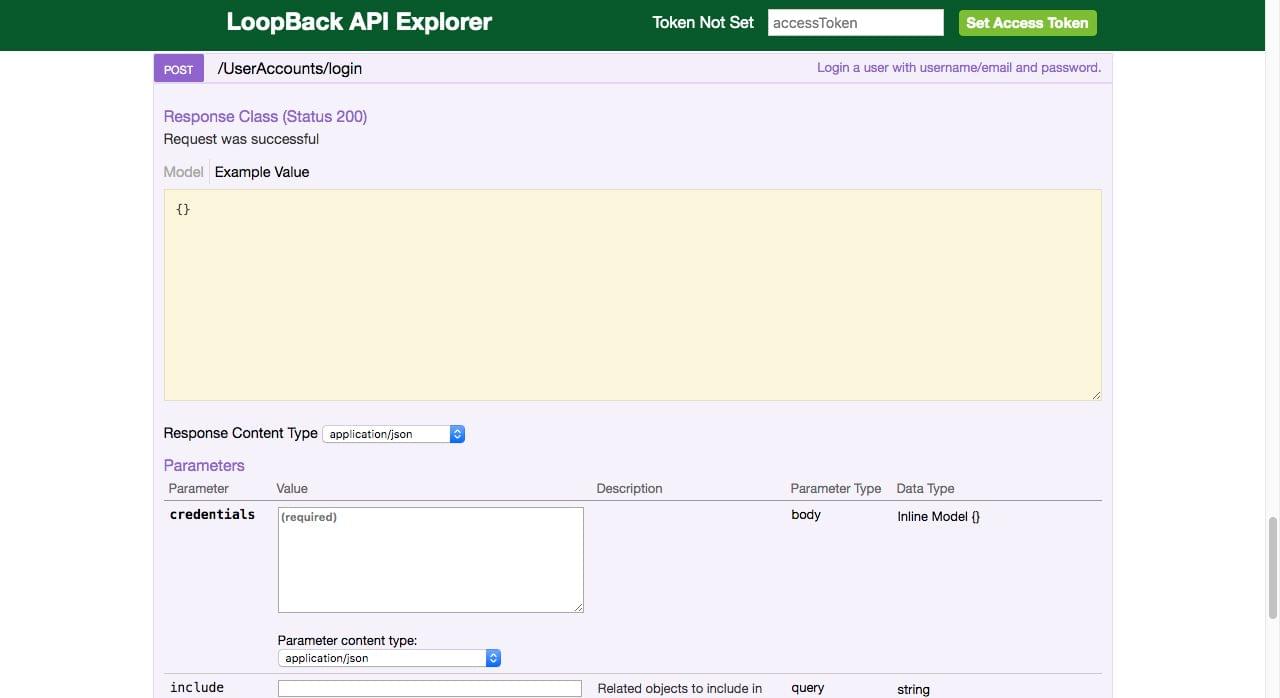 LoopBack API Explorer Token Not Set accessToken Set Access Token
POST /UserAccounts/login Login a user with username/email and password.
Response Class (Status 200)
Request was successful
Model Example Value
{}
Response Content Type application/json
Parameters
Parameter Value Description Parameter Type Data Type
credentials (required) body Inline Model {}
Parameter content type:
application/json
include Related objects to include in query string